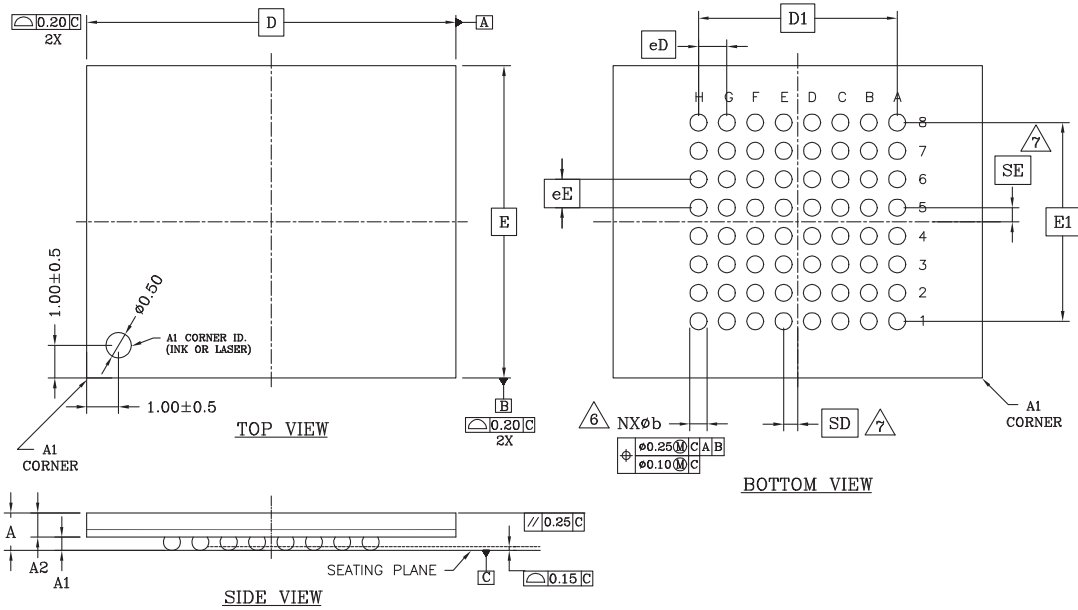 ⌓ 0.20 C
2X
D
A
E
1.00±0.5
ø0.50
A1 CORNER ID.
(INK OR LASER)
1.00±0.5
A1
CORNER
TOP VIEW
B
⌓ 0.20 C
2X
D1
eD
H G F E D C B A
8
7
6
5
4
3
2
1
eE
7
SE
E1
6 NXøb
⌖ ø0.25Ⓜ C A B
ø0.10Ⓜ C
SD 7
A1
CORNER
BOTTOM VIEW
A
A2
A1
// 0.25 C
SEATING PLANE
C
⌓ 0.15 C
SIDE VIEW